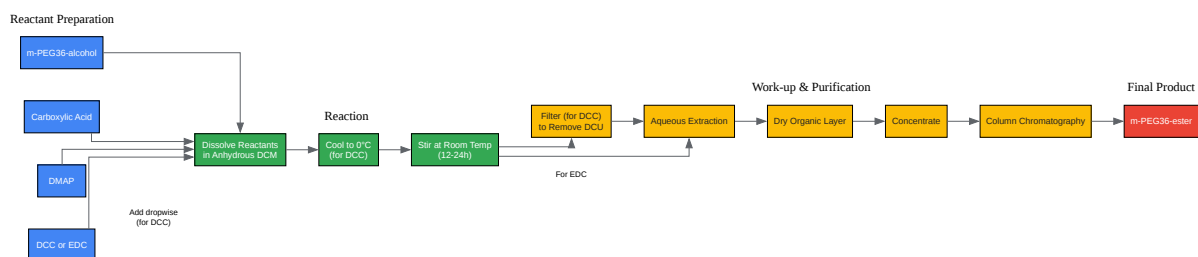 Reactant Preparation
m-PEG36-alcohol
Carboxylic Acid
DMAP
DCC or EDC
Add dropwise
(for DCC)
Dissolve Reactants
in Anhydrous DCM
Reaction
Cool to 0°C
(for DCC)
Stir at Room Temp
(12-24h)
For EDC
Filter (for DCC)
to Remove DCU
Aqueous Extraction
Work-up & Purification
Dry Organic Layer
Concentrate
Column Chromatography
Final Product
m-PEG36-ester